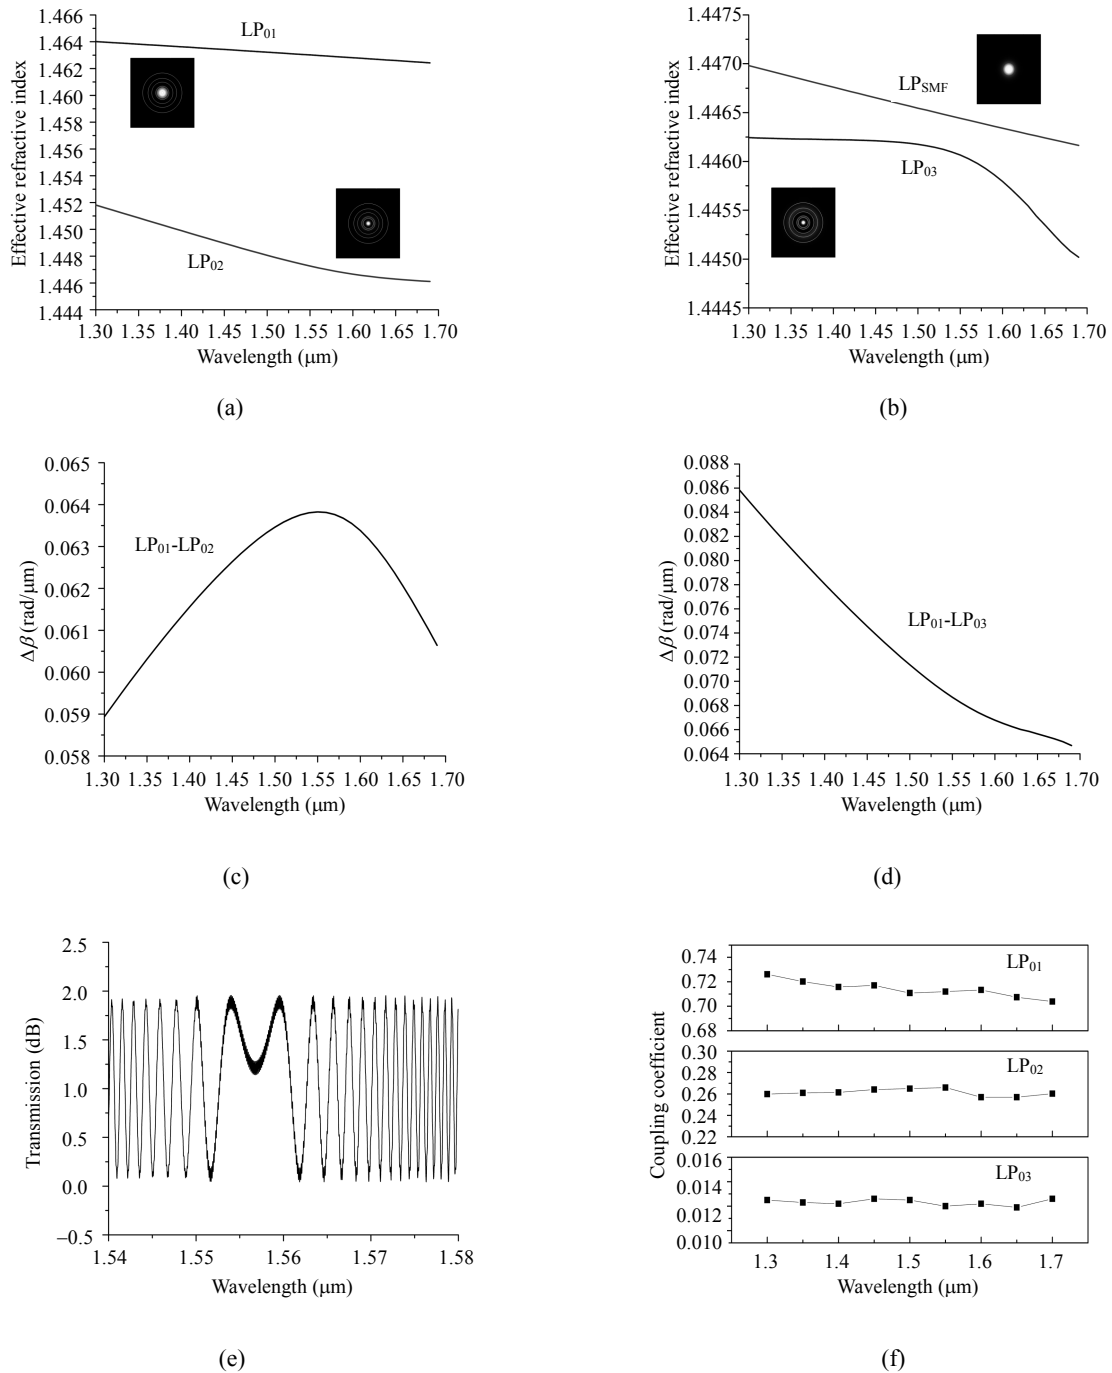 1.466
1.464
1.462
1.460
1.458
1.456
1.454
1.452
1.450
1.448
1.446
1.444
Effective refractive index
LP01
LP02
1.30 1.35 1.40 1.45 1.50 1.55 1.60 1.65 1.70
Wavelength (μm)
(a)
1.4475
1.4470
1.4465
1.4460
1.4455
1.4450
1.4445
Effective refractive index
LPSMF
LP03
1.30 1.35 1.40 1.45 1.50 1.55 1.60 1.65 1.70
Wavelength (μm)
(b)
0.065
0.064
0.063
0.062
0.061
0.060
0.059
0.058
Δβ (rad/μm)
LP01-LP02
1.30 1.35 1.40 1.45 1.50 1.55 1.60 1.65 1.70
Wavelength (μm)
(c)
0.088
0.086
0.084
0.082
0.080
0.078
0.076
0.074
0.072
0.070
0.068
0.066
0.064
Δβ (rad/μm)
LP01-LP03
1.30 1.35 1.40 1.45 1.50 1.55 1.60 1.65 1.70
Wavelength (μm)
(d)
2.5
2.0
1.5
1.0
0.5
0.0
−0.5
Transmission (dB)
1.54 1.55 1.56 1.57 1.58
Wavelength (μm)
(e)
0.74
0.72
0.70
0.68
LP01
0.30
0.26
0.24
0.22
LP02
0.016
0.013
0.012
0.010
LP03
Coupling coefficient
1.3 1.4 1.5 1.6 1.7
Wavelength (μm)
(f)